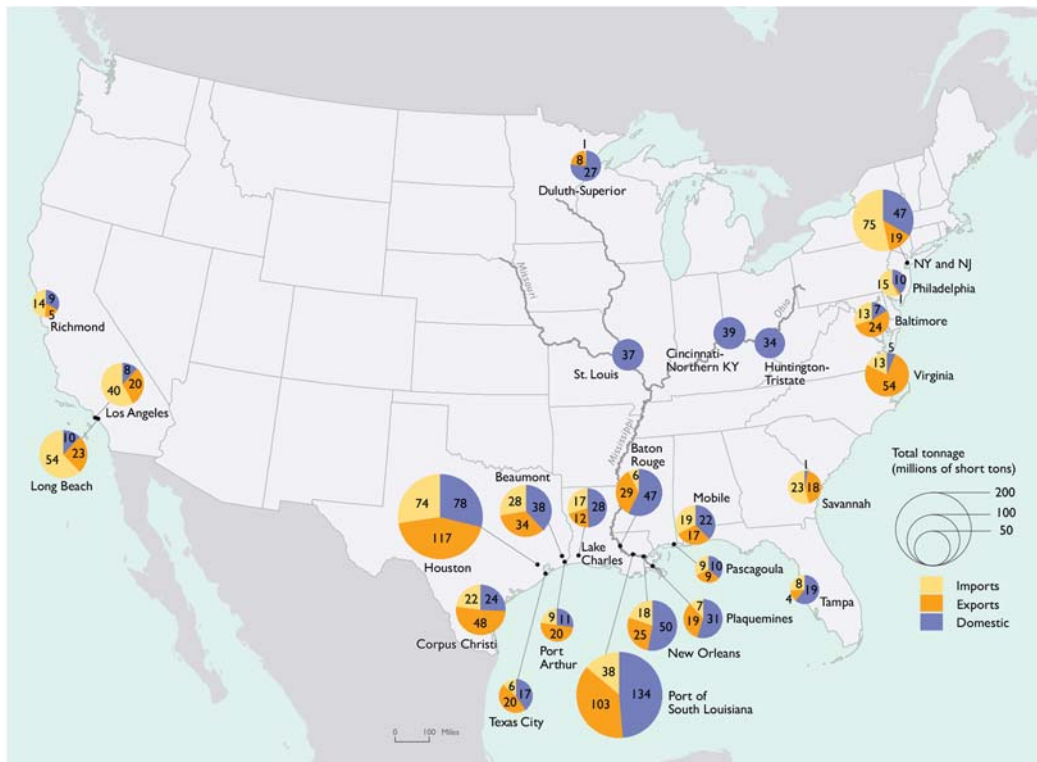 1
8
27
Duluth-Superior
75
47
19
NY and NJ
15
10
Philadelphia
1
13
7
24
Baltimore
5
13
54
Virginia
14
9
5
Richmond
Missouri
Ohio
39
Cincinnati-
Northern KY
34
Huntington-
Tristate
37
St. Louis
8
40
20
Los Angeles
10
54
23
Long Beach
Mississippi
Baton
Rouge
6
29
47
Beaumont
28
38
34
17
28
12
Lake
Charles
74
78
117
Houston
Mobile
19
22
17
1
23
18
Savannah
Total tonnage
(millions of short tons)
200
100
50
Imports
Exports
Domestic
9
10
9
Pascagoula
8
19
4
Tampa
22
24
48
Corpus Christi
9
11
20
Port
Arthur
18
50
25
New Orleans
7
19
31
Plaquemines
6
17
20
Texas City
38
134
103
Port of
South Louisiana
0
100
Miles